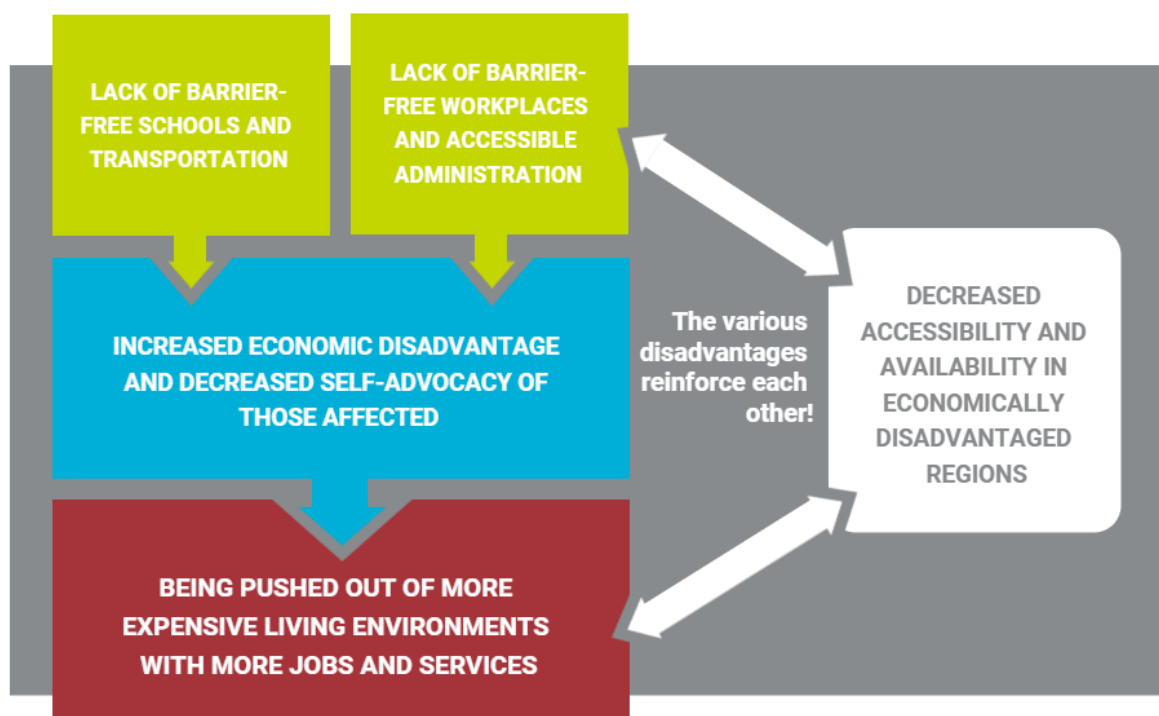 LACK OF BARRIER-
FREE SCHOOLS AND
TRANSPORTATION
LACK OF BARRIER-
FREE WORKPLACES
AND ACCESSIBLE
ADMINISTRATION
INCREASED ECONOMIC DISADVANTAGE
AND DECREASED SELF-ADVOCACY OF
THOSE AFFECTED
BEING PUSHED OUT OF MORE
EXPENSIVE LIVING ENVIRONMENTS
WITH MORE JOBS AND SERVICES
The various
disadvantages
reinforce each
other!
DECREASED
ACCESSIBILITY AND
AVAILABILITY IN
ECONOMICALLY
DISADVANTAGED
REGIONS